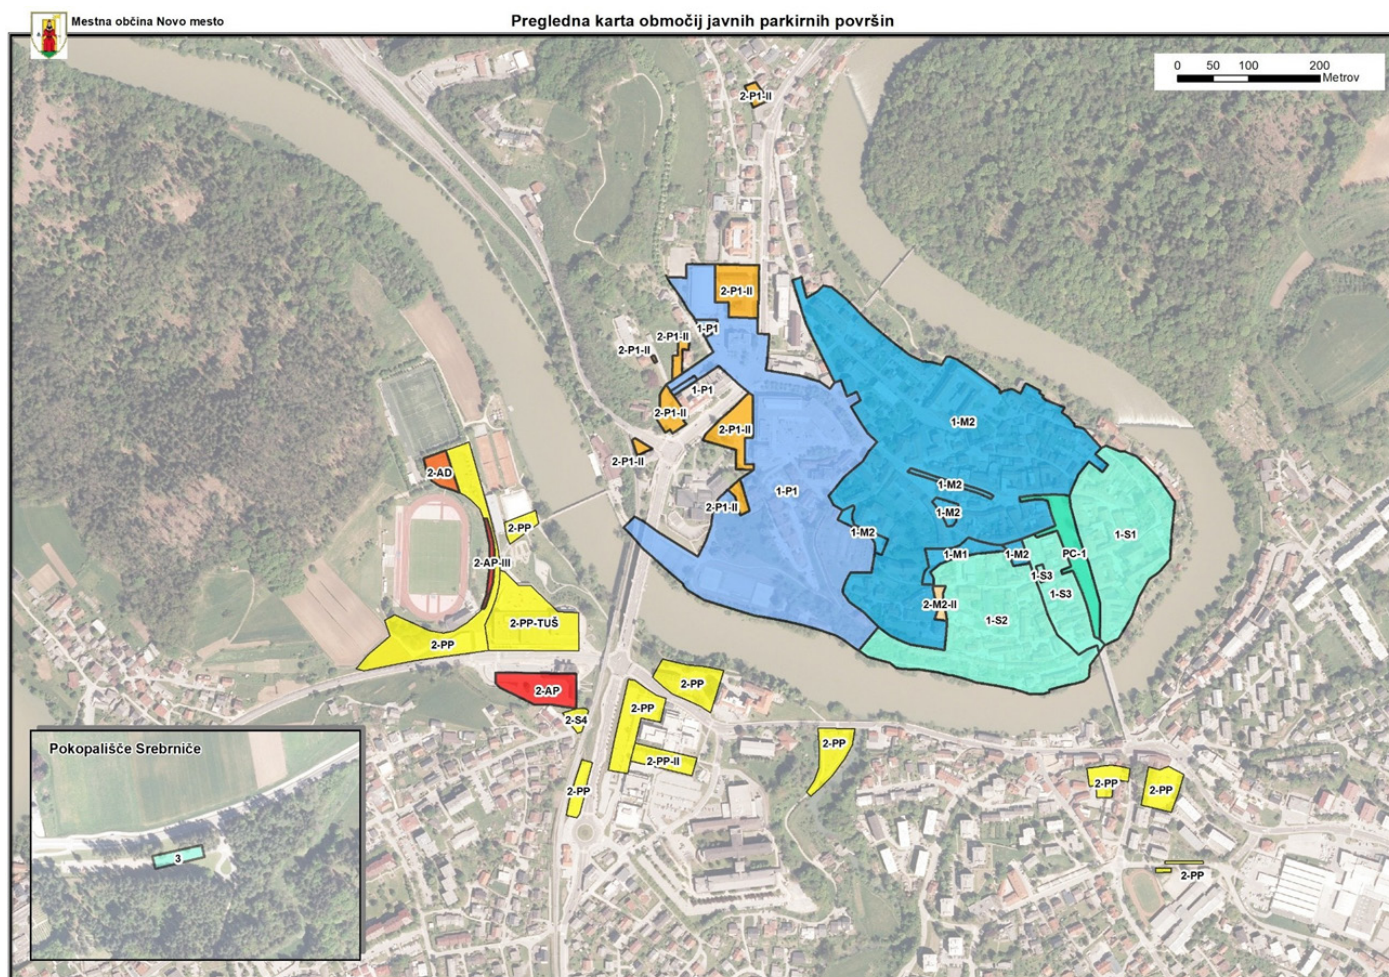 Mestna občina Novo mesto
Pregledna karta območij javnih parkirnih površin
0 50 100 200
Metrov
2-P1-II
2-P1-II
1-P1
2-P1-II
2-P1-II
1-P1
2-P1-II
2-P1-II
2-P1-II
1-M2
2-AD
1-M2
1-P1
2-P1-II
1-M2
2-PP
1-M2
1-S1
1-M1
1-M2
PC-1
2-AP-III
1-S3
1-S3
2-M2-II
1-S2
2-PP-TUŠ
2-PP
2-PP
2-AP
2-PP
2-S4
2-PP
Pokopališče Srebrniče
2-PP-II
2-PP
2-PP
2-PP
3
2-PP